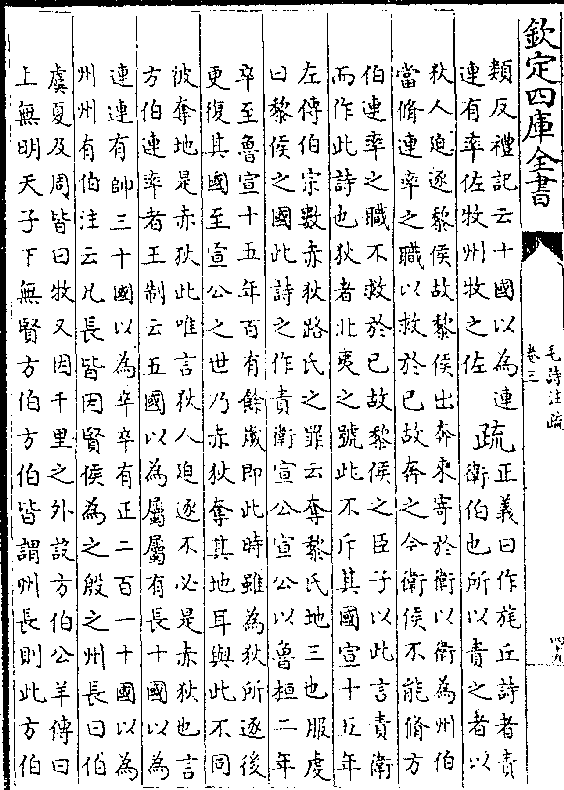 欽定四庫全書
毛詩注疏
卷三
四九
類反禮記云十國以為連
連有率佐牧州牧之佐
疏
正義曰作旄丘詩者責
衛伯也所以責之者以
狄人迫逐黎侯故黎侯出奔來寄於衛以衛為州伯
當脩連率之職以救於已故奔之今衛侯不能脩方
伯連率之職不救於已故黎侯之臣子以此言責衛
而作此詩也狄者北夷之號此不斥其國宣十五年
左傳伯宗數赤狄路氏之罪云奪黎氏地三也服虔
曰黎侯之國此詩之作責衛宣公宣公以魯桓二年
卒至魯宣十五年百有餘歲即此時雖為狄所逐後
更復其國至宣公之世乃赤狄奪其地耳與此不同
彼奪地是赤狄此唯言狄人迫逐不必是赤狄也言
方伯連率者王制云五國以為屬屬有長十國以為
連連有帥三十國以為卒卒有正二百一十國以為
州州有伯注云凡長皆因賢侯為之殷之州長曰伯
虞夏及周皆曰牧又曰千里之外設方伯公羊傳曰
上無明天子下無賢方伯方伯皆謂州長則此方伯